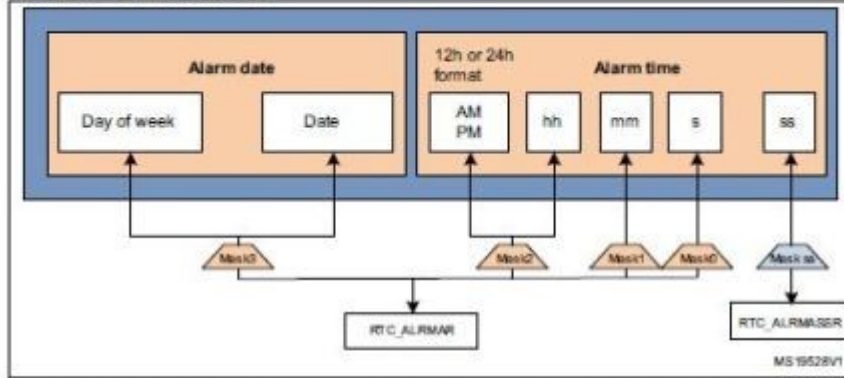 12h or 24h
format
Alarm date
Alarm time
Day of week
Date
AM
PM
hh
mm
s
ss
Mask3
Mask2
Mask1
Mask0
Mask ss
RTC_ALRMAR
RTC_ALRMASSR
MS19528V1